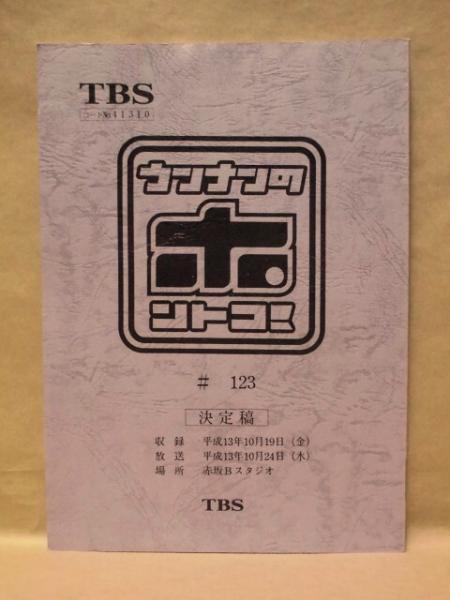 TBS
コードNo.41310
ウンナンの
ホ
ントコ!
# 123
決定稿
収 録 平成13年10月19日（金）
放 送 平成13年10月24日（水）
場 所 赤坂Bスタジオ
TBS